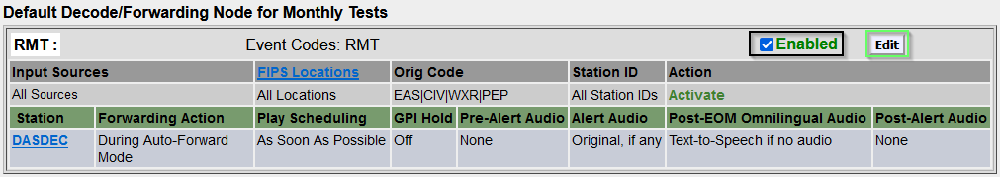 Default Decode/Forwarding Node for Monthly Tests
RMT : Event Codes: RMT Enabled Edit
Input Sources FIPS Locations Orig Code Station ID Action
All Sources All Locations EAS|CIV|WXR|PEP All Station IDs Activate
Station Forwarding Action Play Scheduling GPI Hold Pre-Alert Audio Alert Audio Post-EOM Omnilingual Audio Post-Alert Audio
DASDEC During Auto-Forward As Soon As Possible Off None Original, if any Text-to-Speech if no audio None
Mode